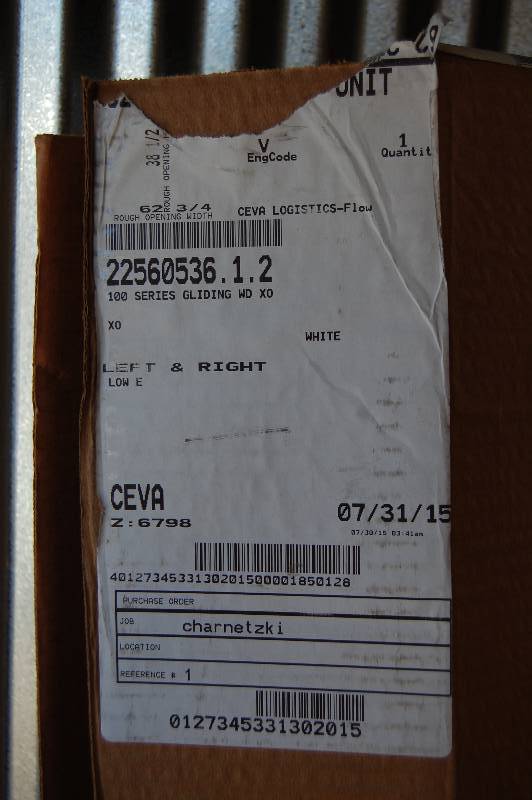 UNIT
38 1/2
ROUGH OPENING
V
EngCode
1
Quantit
62 3/4
ROUGH OPENING WIDTH
CEVA LOGISTICS-Flow
22560536.1.2
100 SERIES GLIDING WD XO
XO
WHITE
LEFT & RIGHT
LOW E
CEVA
Z:6798
07/31/15
07/30/15 03:41am
4012734533130201500001850128
PURCHASE ORDER
JOB charnetzki
LOCATION
REFERENCE # 1
0127345331302015